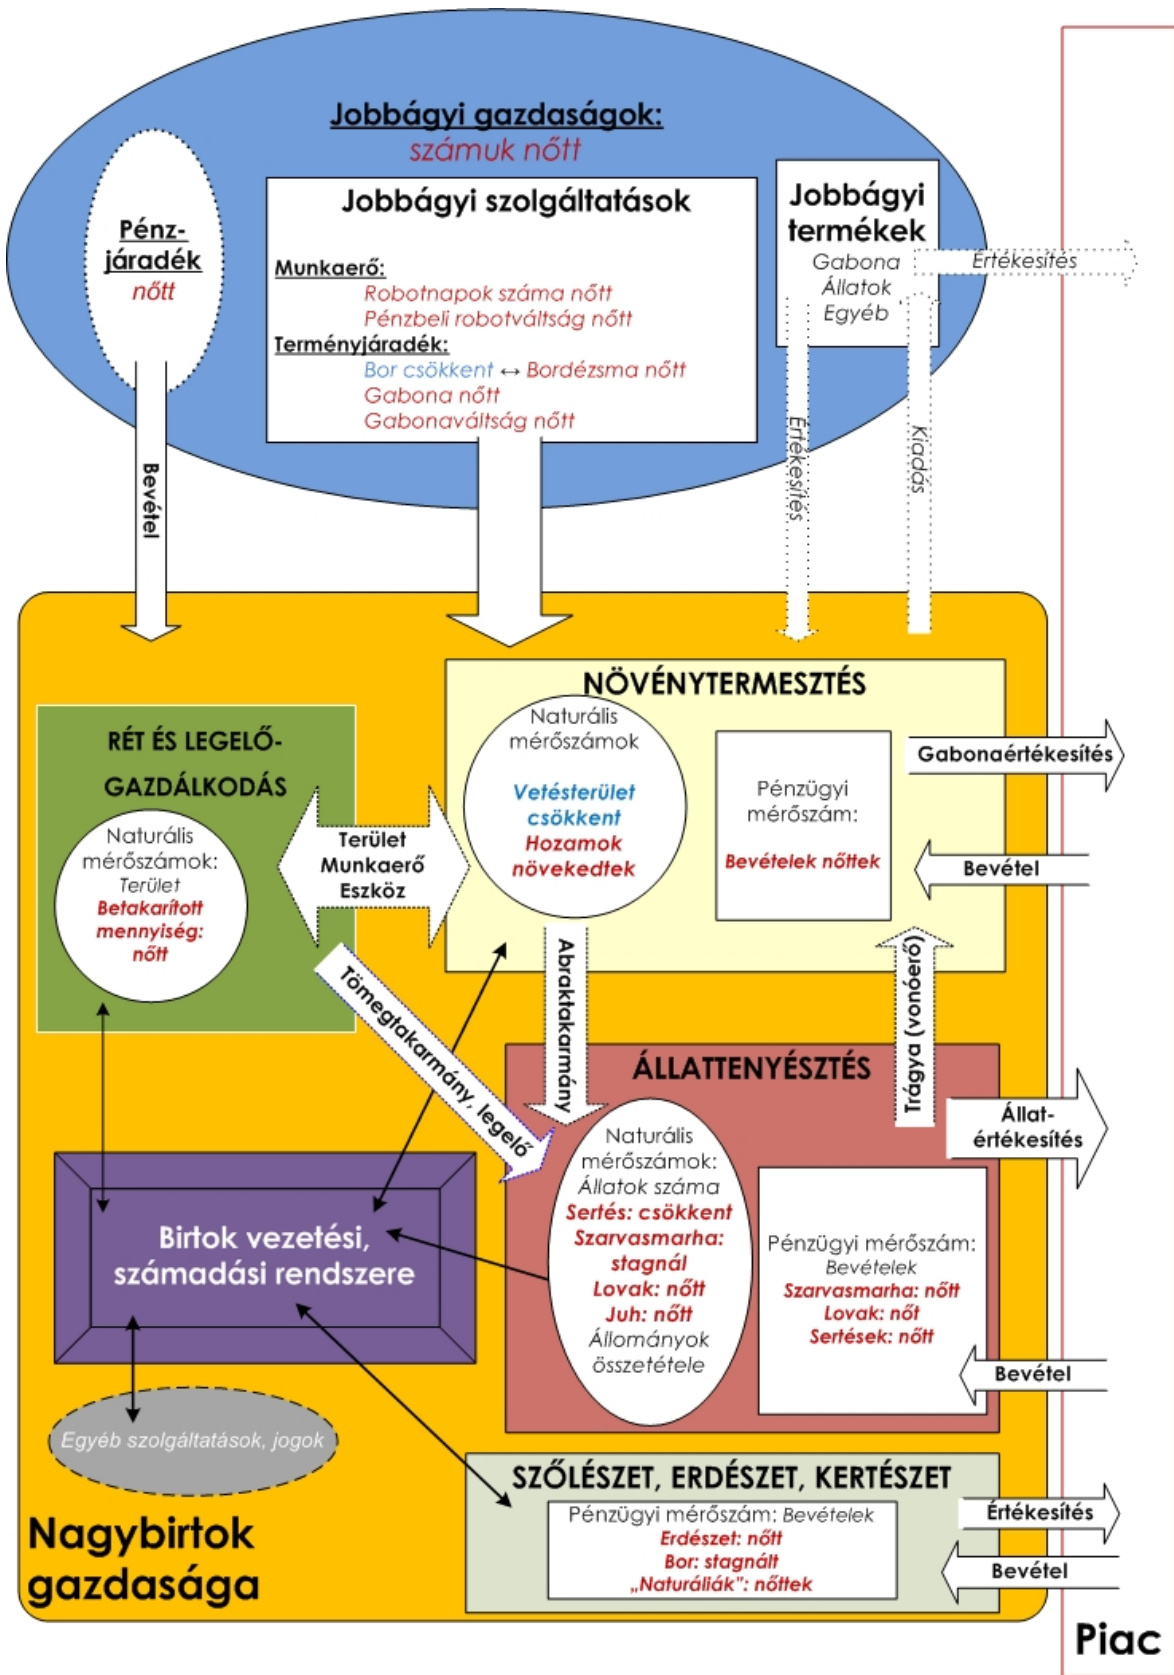 Jobbágyi gazdaságok:
számuk nőtt
Pénz-
járadék
nőtt
Jobbágyi szolgáltatások
Munkaerő:
Robotnapok száma nőtt
Pénzbeli robotváltság nőtt
Terményjáradék:
Bor csökkent ↔ Bordézsma nőtt
Gabona nőtt
Gabonaváltság nőtt
Jobbágyi
termékek
Gabona
Állatok
Egyéb
Értékesítés
Bevétel
Értékesítés
Kiadás
NÖVÉNYTERMESZTÉS
Naturális
mérőszámok
Vetésterület
csökkent
Hozamok
növekedtek
Pénzügyi
mérőszám:
Bevételek nőttek
Gabonaértékesítés
Bevétel
RÉT ÉS LEGELŐ-
GAZDÁLKODÁS
Naturális
mérőszámok:
Terület
Betakarított
mennyiség:
nőtt
Terület
Munkaerő
Eszköz
Tömegtakarmány, legelő
Abraktakarmány
Trágya (vonóerő)
ÁLLATTENYÉSZTÉS
Naturális
mérőszámok:
Állatok száma
Sertés: csökkent
Szarvasmarha:
stagnál
Lovak: nőtt
Juh: nőtt
Állományok
összetétele
Pénzügyi mérőszám:
Bevételek
Szarvasmarha: nőtt
Lovak: nőt
Sertések: nőtt
Állat-
értékesítés
Bevétel
Birtok vezetési,
számadási rendszere
Egyéb szolgáltatások, jogok
SZŐLÉSZET, ERDÉSZET, KERTÉSZET
Pénzügyi mérőszám: Bevételek
Erdészet: nőtt
Bor: stagnált
„Naturáliák”: nőttek
Értékesítés
Bevétel
Nagybirtok
gazdasága
Piac